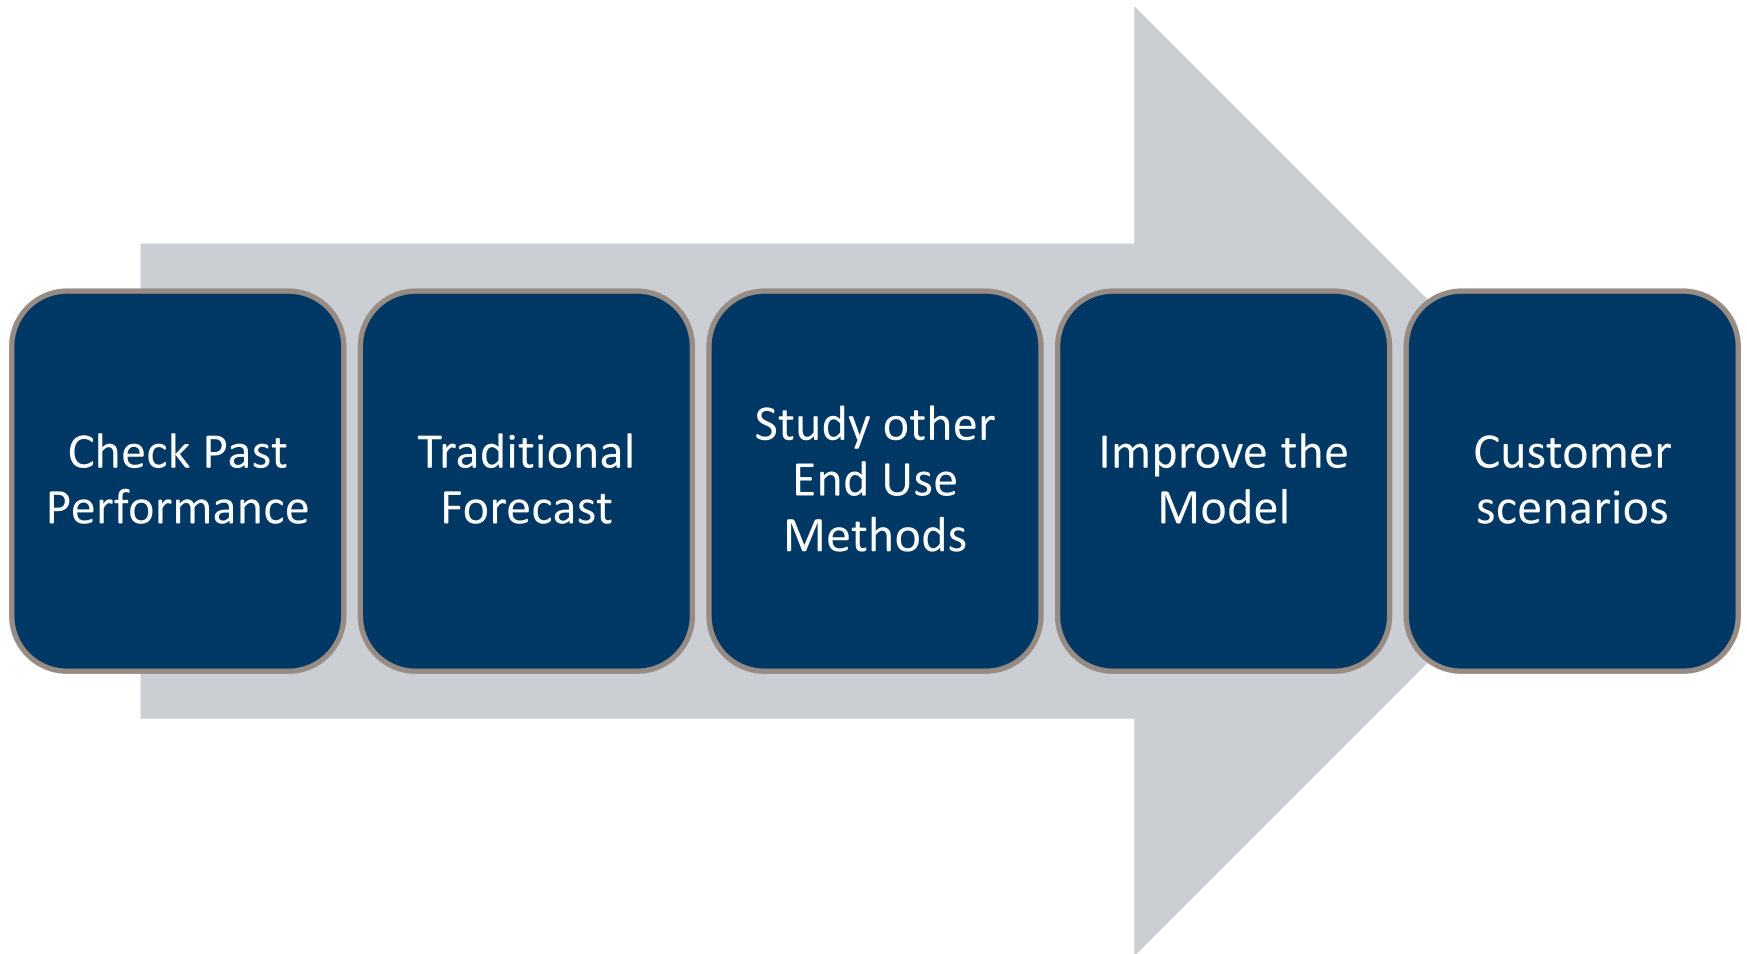 Check Past
Performance
Traditional
Forecast
Study other
End Use
Methods
Improve the
Model
Customer
scenarios